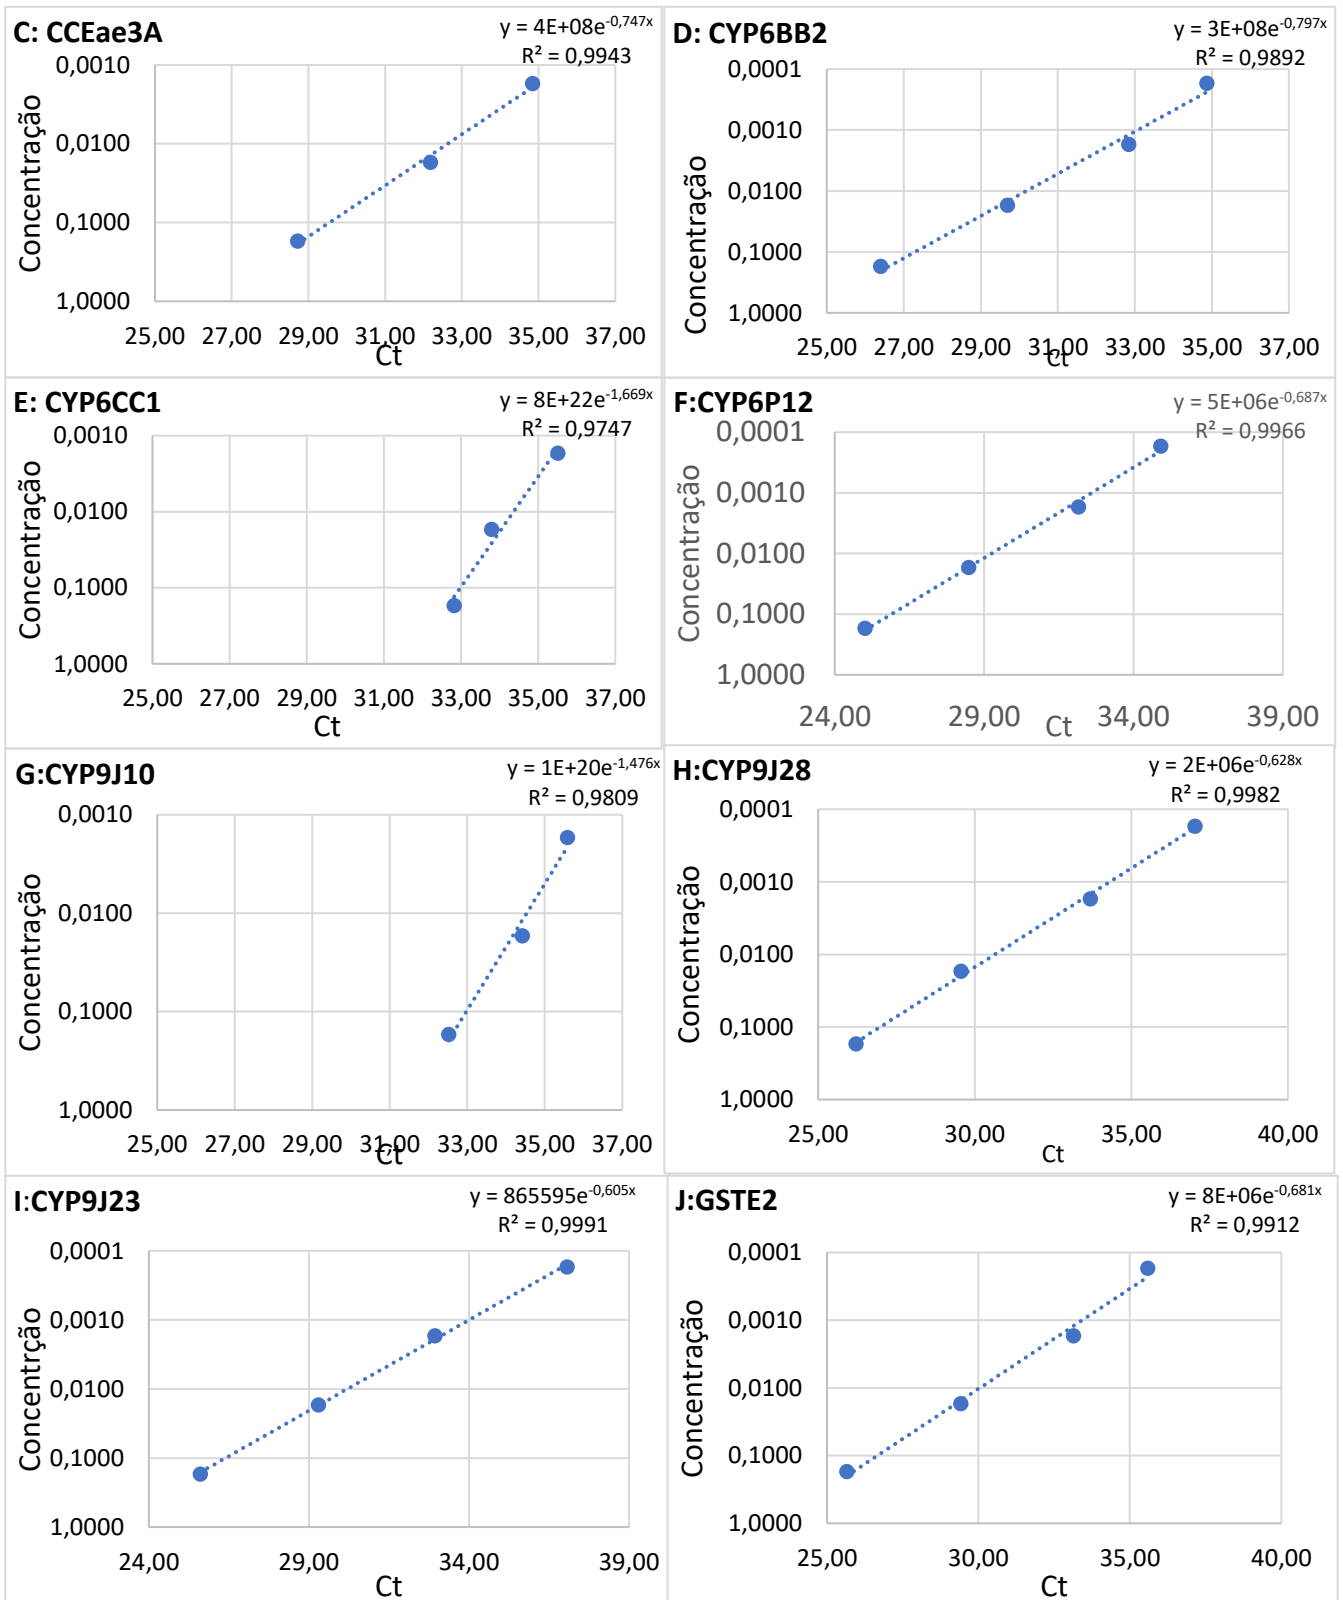 C: CCEae3A
y = 4E+08e-0,747x
R² = 0,9943
0,0010
0,0100
0,1000
1,0000
Concentração
25,00 27,00 29,00 31,00 33,00 35,00 37,00
Ct
D: CYP6BB2
y = 3E+08e-0,797x
R² = 0,9892
0,0001
0,0010
0,0100
0,1000
1,0000
Concentração
25,00 27,00 29,00 31,00 33,00 35,00 37,00
Ct
E: CYP6CC1
y = 8E+22e-1,669x
R² = 0,9747
0,0010
0,0100
0,1000
1,0000
Concentração
25,00 27,00 29,00 31,00 33,00 35,00 37,00
Ct
F:CYP6P12
y = 5E+06e-0,687x
R² = 0,9966
0,0001
0,0010
0,0100
0,1000
1,0000
Concentração
24,00 29,00 34,00 39,00
Ct
G:CYP9J10
y = 1E+20e-1,476x
R² = 0,9809
0,0010
0,0100
0,1000
1,0000
Concentração
25,00 27,00 29,00 31,00 33,00 35,00 37,00
Ct
H:CYP9J28
y = 2E+06e-0,628x
R² = 0,9982
0,0001
0,0010
0,0100
0,1000
1,0000
Concentração
25,00 30,00 35,00 40,00
Ct
I:CYP9J23
y = 865595e-0,605x
R² = 0,9991
0,0001
0,0010
0,0100
0,1000
1,0000
Concentrção
24,00 29,00 34,00 39,00
Ct
J:GSTE2
y = 8E+06e-0,681x
R² = 0,9912
0,0001
0,0010
0,0100
0,1000
1,0000
Concentração
25,00 30,00 35,00 40,00
Ct